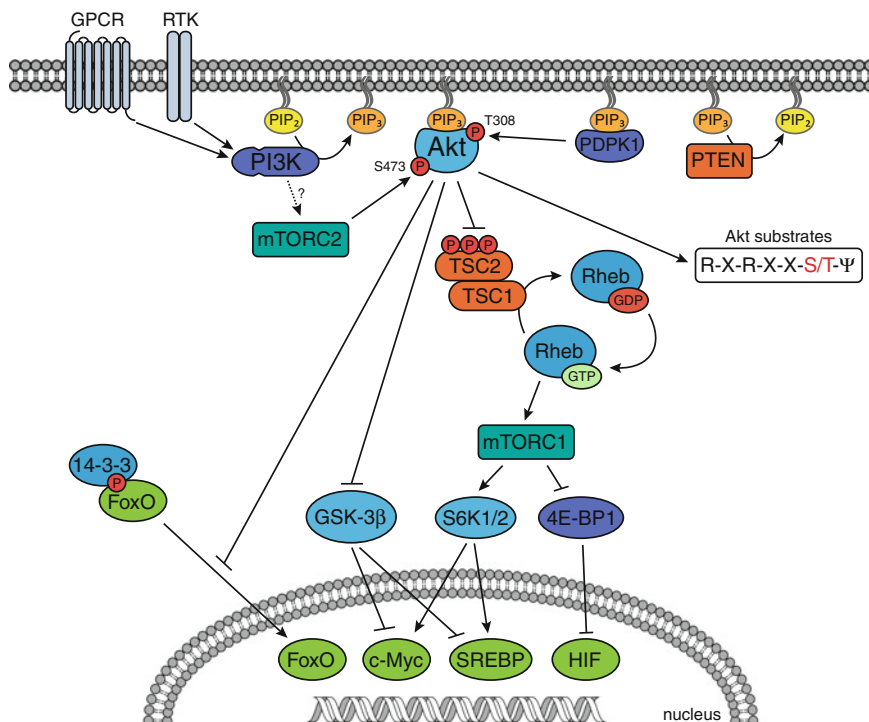 GPCR
RTK
PIP₂
PIP₃
PIP₃
PIP₃
PIP₃
PIP₂
P
T308
Akt
PDPK1
PTEN
PI3K
S473
P
?
mTORC2
Akt substrates
R-X-R-X-X-S/T-Ψ
P P P
TSC2
TSC1
Rheb
GDP
Rheb
GTP
mTORC1
14-3-3
P
FoxO
GSK-3β
S6K1/2
4E-BP1
FoxO
c-Myc
SREBP
HIF
nucleus